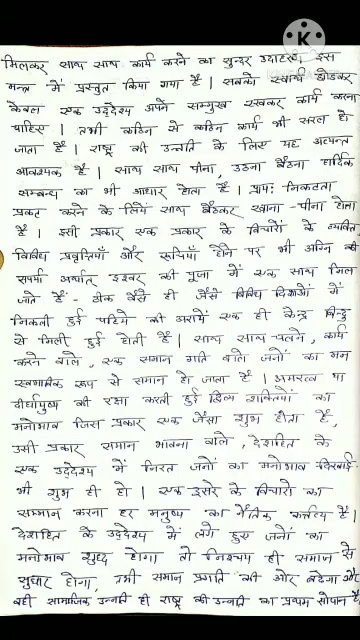 मिलकर साथ साथ कार्य करने का सुन्दर उदाहरण, इस
मन्त्र में प्रस्तुत किया गया है। सबको स्वार्थ छोडकर
केवल एक उद्देश्य अपने सम्मुख रखकर कार्य करना
चाहिए। तभी कठिन से कठिन कार्य भी सरल हो
जाता है। राष्ट्र की उन्नति के लिए यह अत्यन्त
आवश्यक है। साथ साथ पीना, उठना बैठना हार्दिक
सम्बन्ध का भी आधार होता है। प्रायः निकटता
प्रकट करने के लिये साथ बैठकर खाना-पीना होता
है। इसी प्रकार एक प्रकार के विचारों के व्यक्ति
विविध प्रवृत्तियाँ और रूचियाँ होने पर भी अग्नि की
सपर्या अर्थात् इश्वर की पूजा में एक साथ मिल
जाते हैं- ठीक वैसे ही जैसे विविध दिशाओं में
निकली हुई पहिये की अरायें एक ही केन्द्र बिन्दु
से मिली हुई होती हैं। साथ साथ चलने, कार्य
करने वाले, एक समान गति वाले जनों का मन
स्वभाविक रूप से समान हो जाता है। अमरत्व या
दीर्घायुष्य की रक्षा करती हुई दिव्य शक्तियों का
मनोभाव जिस प्रकार एक जैसा शुभ होता है,
उसी प्रकार समान भावना वाले, देशहित के
एक उद्देश्य में निरत जनों का मनोभाव
भी शुभ ही हो। एक दूसरे के विचारो का
सम्मान करना हर मनुष्य का नैतिक कर्त्तव्य है।
देशहित के उद्देश्य में लगे हुए जनों का
मनोभाव शुद्ध होगा तो निश्चय ही समाज से
सुधार होगा, तभी समान प्रगति की ओर बढेगा और
वही सामाजिक उन्नति ही राष्ट्र की उन्नति का प्रथम सोपान है